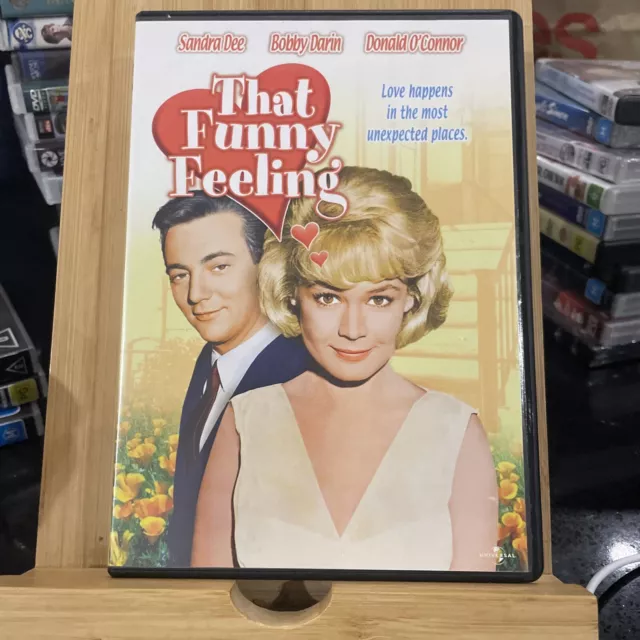 Sandra Dee Bobby Darin Donald O'Connor
That
Funny
Feeling
Love happens
in the most
unexpected places.
UNIVERSAL